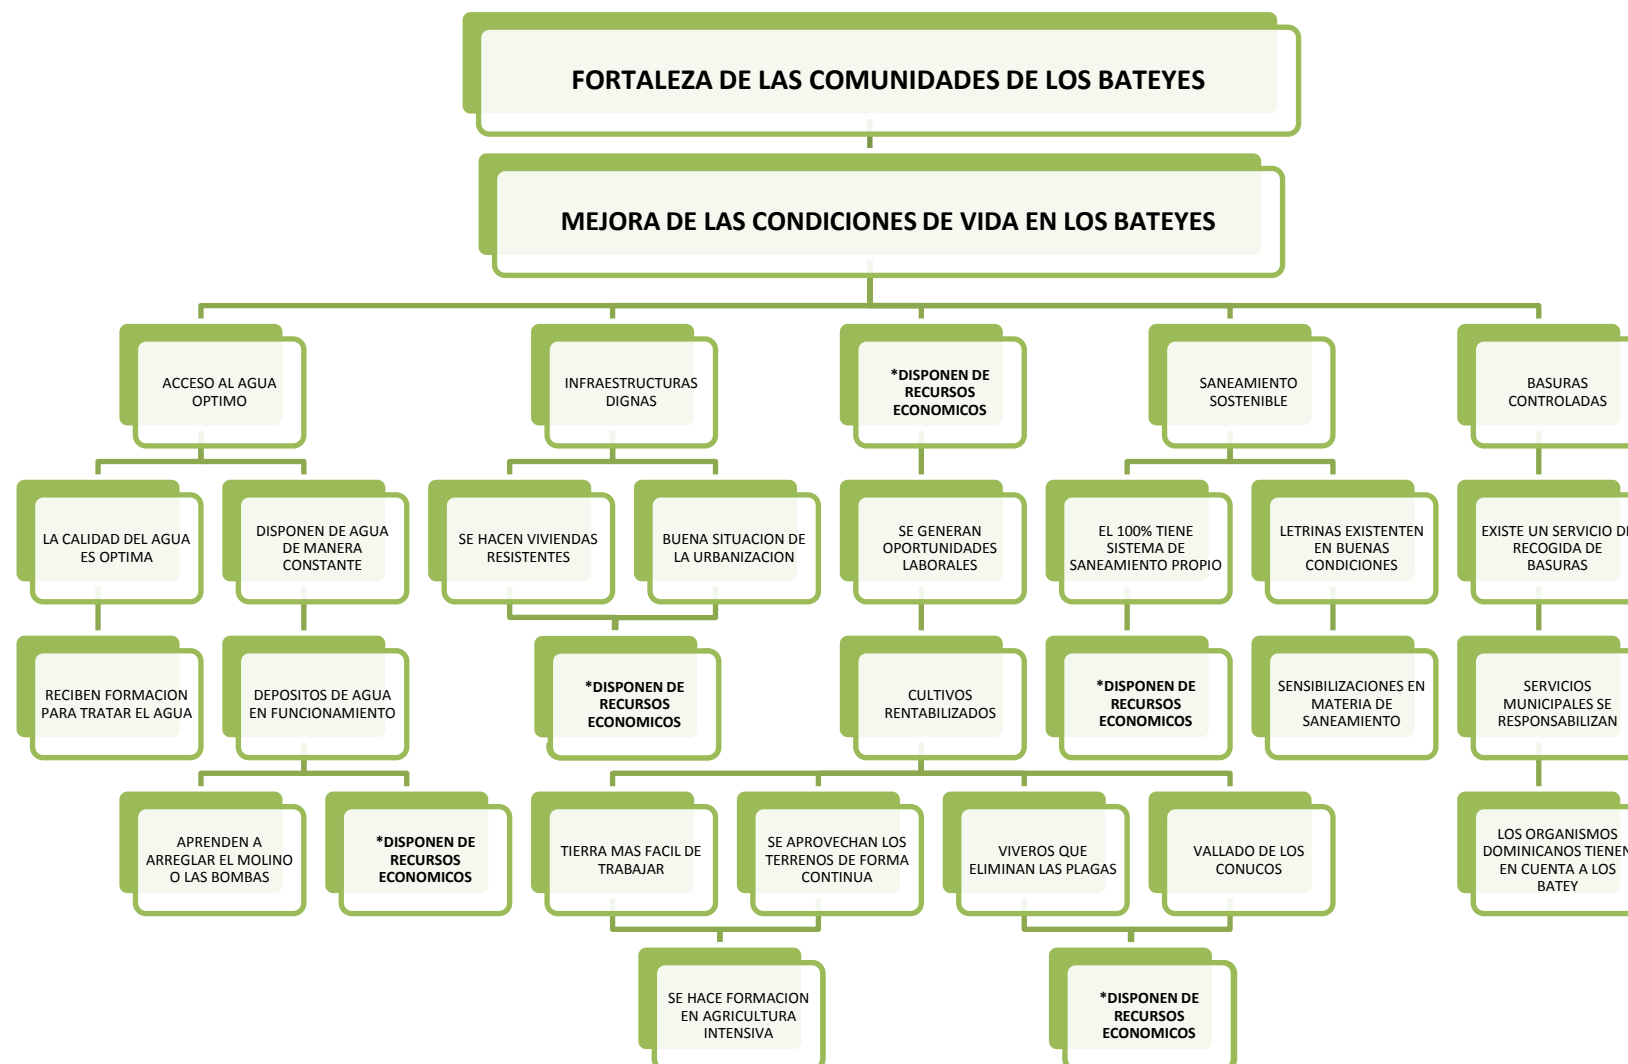 FORTALEZA DE LAS COMUNIDADES DE LOS BATEYES
MEJORA DE LAS CONDICIONES DE VIDA EN LOS BATEYES
ACCESO AL AGUA
OPTIMO
INFRAESTRUCTURAS
DIGNAS
*DISPONEN DE
RECURSOS
ECONOMICOS
SANEAMIENTO
SOSTENIBLE
BASURAS
CONTROLADAS
LA CALIDAD DEL AGUA
ES OPTIMA
DISPONEN DE AGUA
DE MANERA
CONSTANTE
SE HACEN VIVIENDAS
RESISTENTES
BUENA SITUACION DE
LA URBANIZACION
SE GENERAN
OPORTUNIDADES
LABORALES
EL 100% TIENE
SISTEMA DE
SANEAMIENTO PROPIO
LETRINAS EXISTENTEN
EN BUENAS
CONDICIONES
EXISTE UN SERVICIO DE
RECOGIDA DE
BASURAS
RECIBEN FORMACION
PARA TRATAR EL AGUA
DEPOSITOS DE AGUA
EN FUNCIONAMIENTO
*DISPONEN DE
RECURSOS
ECONOMICOS
CULTIVOS
RENTABILIZADOS
*DISPONEN DE
RECURSOS
ECONOMICOS
SENSIBILIZACIONES EN
MATERIA DE
SANEAMIENTO
SERVICIOS
MUNICIPALES SE
RESPONSABILIZAN
APRENDEN A
ARREGLAR EL MOLINO
O LAS BOMBAS
*DISPONEN DE
RECURSOS
ECONOMICOS
TIERRA MAS FACIL DE
TRABAJAR
SE APROVECHAN LOS
TERRENOS DE FORMA
CONTINUA
VIVEROS QUE
ELIMINAN LAS PLAGAS
VALLADO DE LOS
CONUCOS
LOS ORGANISMOS
DOMINICANOS TIENEN
EN CUENTA A LOS
BATEY
SE HACE FORMACION
EN AGRICULTURA
INTENSIVA
*DISPONEN DE
RECURSOS
ECONOMICOS